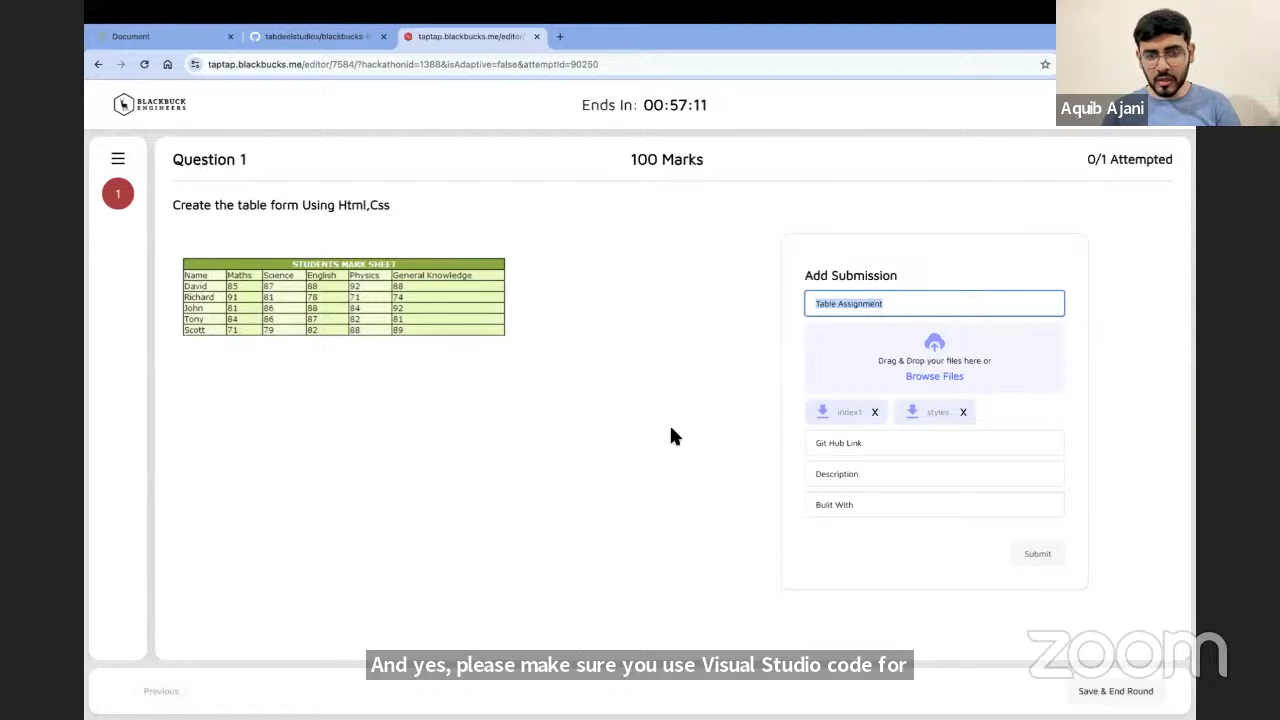 Document
tabdeelstudios/blackbucks-
taptap.blackbucks.me/editor/
taptap.blackbucks.me/editor/7584/?hackathonid=1388&isAdaptive=false&attemptId=90250
Aquib Ajani
BLACKBUCK
ENGINEERS
Ends In: 00:57:11
Question 1
100 Marks
0/1 Attempted
1
Create the table form Using Html,Css
STUDENTS MARK SHEET
Name Maths Science English Physics General Knowledge
David 85 87 88 92 88
Richard 91 81 78 71 74
John 81 86 88 84 92
Tony 84 86 87 82 81
Scott 71 79 82 88 89
Add Submission
Table Assignment
Drag & Drop your files here or
Browse Files
index1 X styles X
Git Hub Link
Description
Bulit With
Submit
And yes, please make sure you use Visual Studio code for
zoom
Previous
Save & End Round